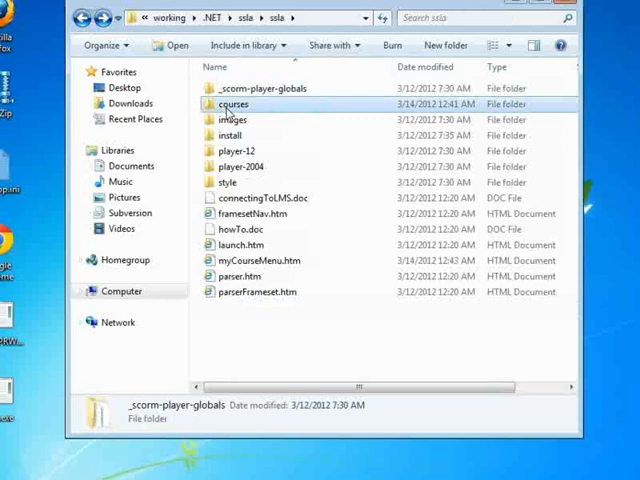 working .NET ssla ssla Search ssla
Organize Open Include in library Share with Burn New folder
Name Date modified Type
Favorites
Desktop
Downloads
Recent Places
Libraries
Documents
Music
Pictures
Subversion
Videos
Homegroup
Computer
Network
_scorm-player-globals 3/12/2012 7:30 AM File folder
courses 3/14/2012 12:41 AM File folder
images 3/12/2012 7:35 AM File folder
install 3/12/2012 7:35 AM File folder
player-12 3/12/2012 7:30 AM File folder
player-2004 3/12/2012 7:30 AM File folder
style 3/12/2012 7:30 AM File folder
connectingToLMS.doc 3/12/2012 12:20 AM DOC File
framesetNav.htm 3/12/2012 12:20 AM HTML Document
howTo.doc 3/12/2012 12:20 AM DOC File
launch.htm 3/12/2012 12:20 AM HTML Document
myCourseMenu.htm 3/14/2012 12:43 AM HTML Document
parser.htm 3/12/2012 12:20 AM HTML Document
parserFrameset.htm 3/12/2012 12:20 AM HTML Document
_scorm-player-globals Date modified: 3/12/2012 7:30 AM
File folder
Zip